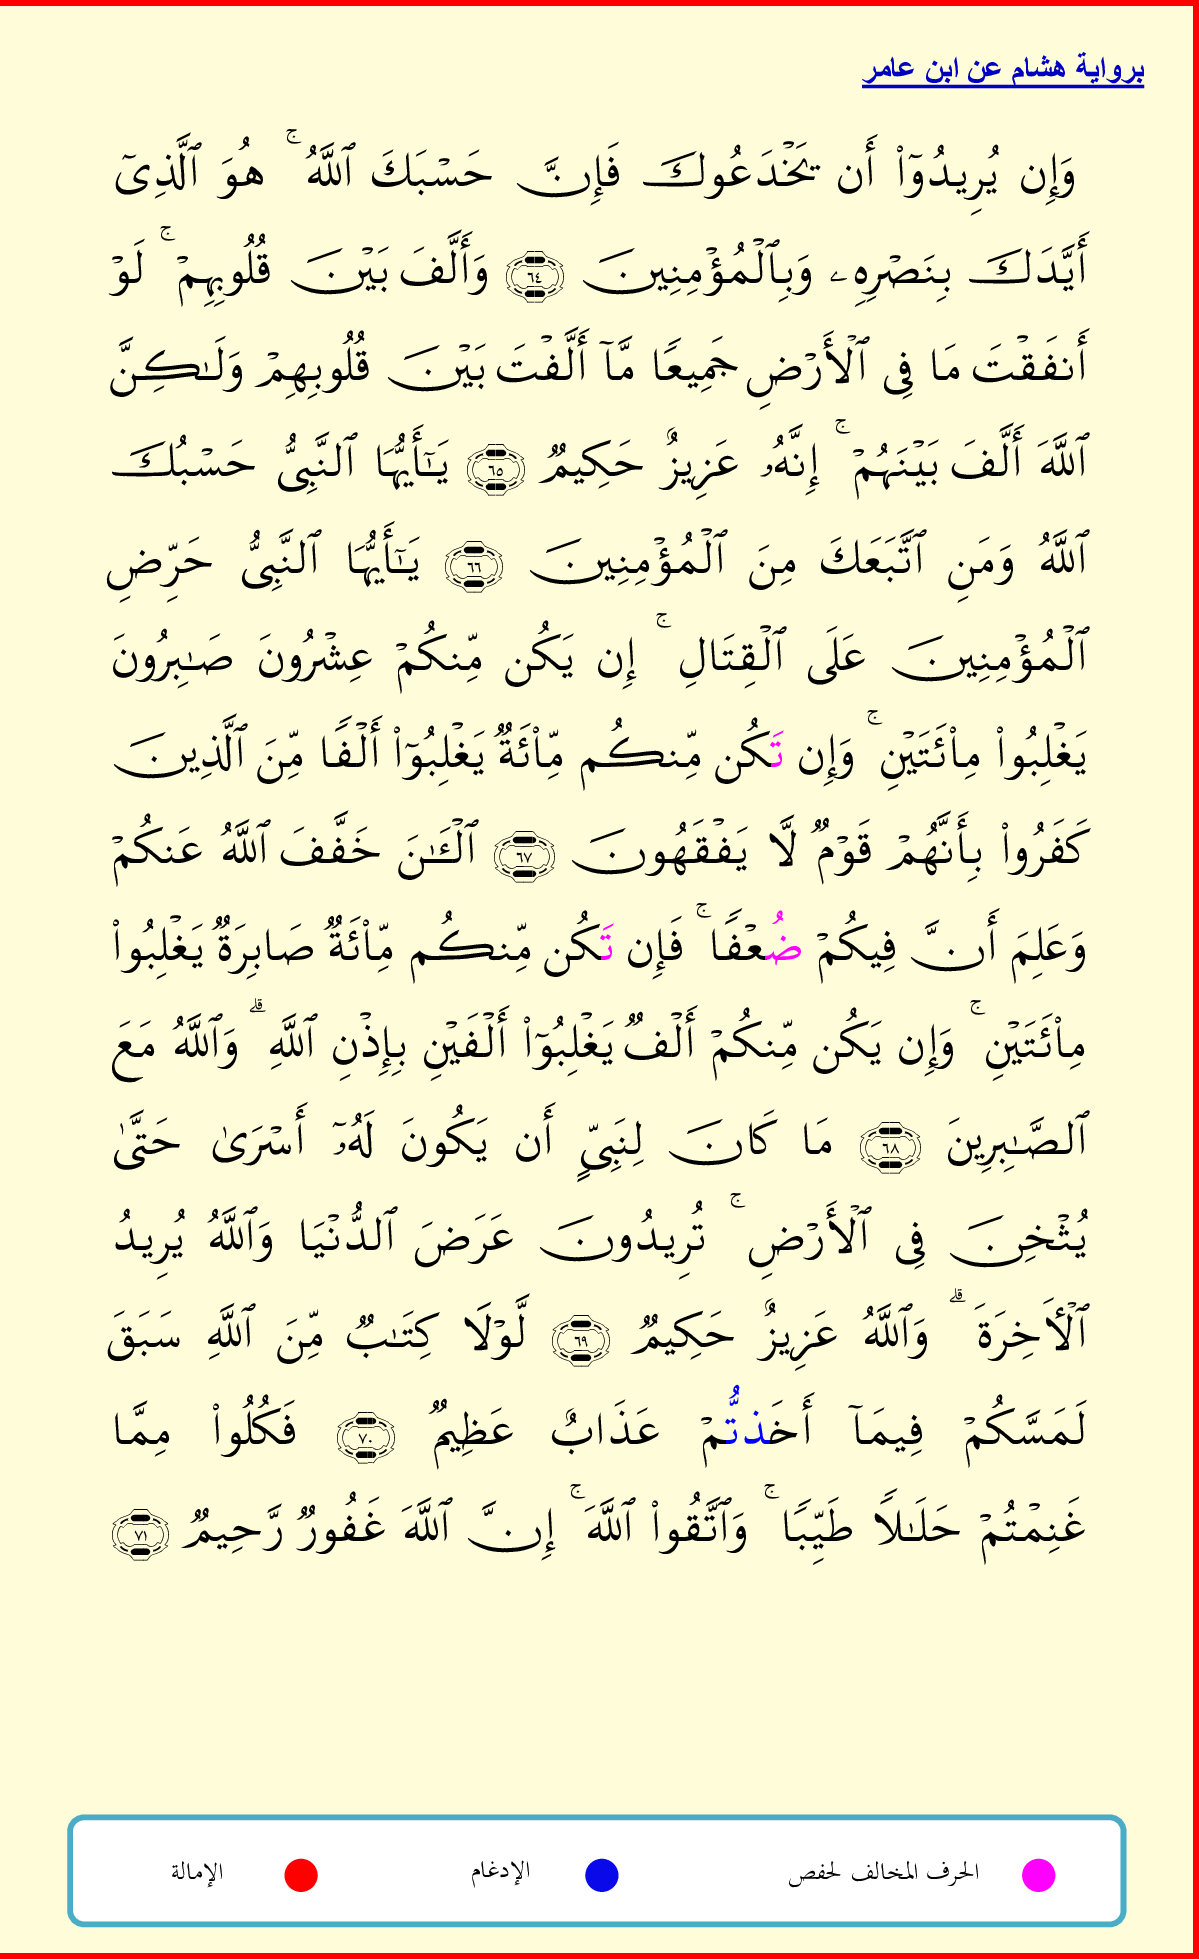 برواية هشام عن ابن عامر
وَإِن يُرِيدُوٓاْ أَن يَخۡدَعُوكَ فَإِنَّ حَسۡبَكَ ٱللَّهُۚ هُوَ ٱلَّذِيٓ
أَيَّدَكَ بِنَصۡرِهِۦ وَبِٱلۡمُؤۡمِنِينَ ٦٤ وَأَلَّفَ بَيۡنَ قُلُوبِهِمۡۚ لَوۡ
أَنفَقۡتَ مَا فِي ٱلۡأَرۡضِ جَمِيعٗا مَّآ أَلَّفۡتَ بَيۡنَ قُلُوبِهِمۡ وَلَٰكِنَّ
ٱللَّهَ أَلَّفَ بَيۡنَهُمۡۚ إِنَّهُۥ عَزِيزٌ حَكِيمٞ ٦٥ يَٰٓأَيُّهَا ٱلنَّبِيُّ حَسۡبُكَ
ٱللَّهُ وَمَنِ ٱتَّبَعَكَ مِنَ ٱلۡمُؤۡمِنِينَ ٦٦ يَٰٓأَيُّهَا ٱلنَّبِيُّ حَرِّضِ
ٱلۡمُؤۡمِنِينَ عَلَى ٱلۡقِتَالِۚ إِن يَكُن مِّنكُمۡ عِشۡرُونَ صَٰبِرُونَ
يَغۡلِبُواْ مِاْئَتَيۡنِۚ وَإِن تَكُن مِّنكُم مِّاْئَةٞ يَغۡلِبُوٓاْ أَلۡفٗا مِّنَ ٱلَّذِينَ
كَفَرُواْ بِأَنَّهُمۡ قَوۡمٞ لَّا يَفۡقَهُونَ ٦٧ ٱلۡـَٰٔنَ خَفَّفَ ٱللَّهُ عَنكُمۡ
وَعَلِمَ أَنَّ فِيكُمۡ ضُعۡفٗاۚ فَإِن تَكُن مِّنكُم مِّاْئَةٞ صَابِرَةٞ يَغۡلِبُواْ
مِاْئَتَيۡنِۚ وَإِن يَكُن مِّنكُمۡ أَلۡفٞ يَغۡلِبُوٓاْ أَلۡفَيۡنِ بِإِذۡنِ ٱللَّهِۗ وَٱللَّهُ مَعَ
ٱلصَّٰبِرِينَ ٦٨ مَا كَانَ لِنَبِيٍّ أَن يَكُونَ لَهُۥٓ أَسۡرَىٰ حَتَّىٰ
يُثۡخِنَ فِي ٱلۡأَرۡضِۚ تُرِيدُونَ عَرَضَ ٱلدُّنۡيَا وَٱللَّهُ يُرِيدُ
ٱلۡأٓخِرَةَۗ وَٱللَّهُ عَزِيزٌ حَكِيمٞ ٦٩ لَّوۡلَا كِتَٰبٞ مِّنَ ٱللَّهِ سَبَقَ
لَمَسَّكُمۡ فِيمَآ أَخَذتُّمۡ عَذَابٌ عَظِيمٞ ٧٠ فَكُلُواْ مِمَّا
غَنِمۡتُمۡ حَلَٰلٗا طَيِّبٗاۚ وَٱتَّقُواْ ٱللَّهَۚ إِنَّ ٱللَّهَ غَفُورٞ رَّحِيمٞ ٧١
الحرف المخالف لحفص الإدغام الإمالة